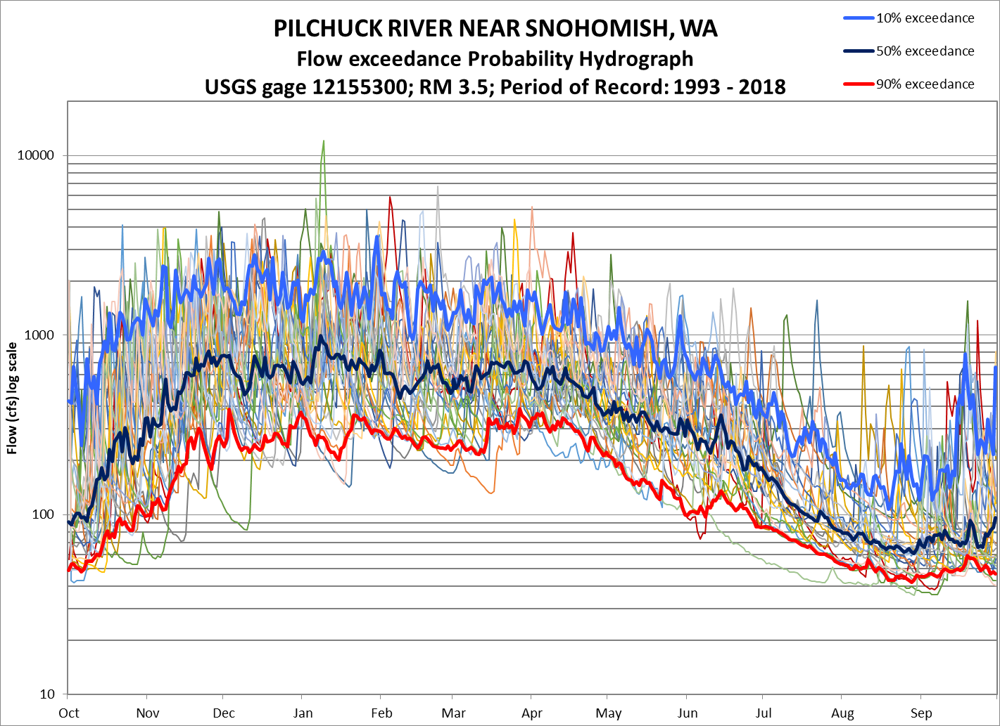 PILCHUCK RIVER NEAR SNOHOMISH, WA
Flow exceedance Probability Hydrograph
USGS gage 12155300; RM 3.5; Period of Record: 1993 - 2018
10% exceedance
50% exceedance
90% exceedance
Flow (cfs) log scale
10000
1000
100
10
Oct Nov Dec Jan Feb Mar Apr May Jun Jul Aug Sep